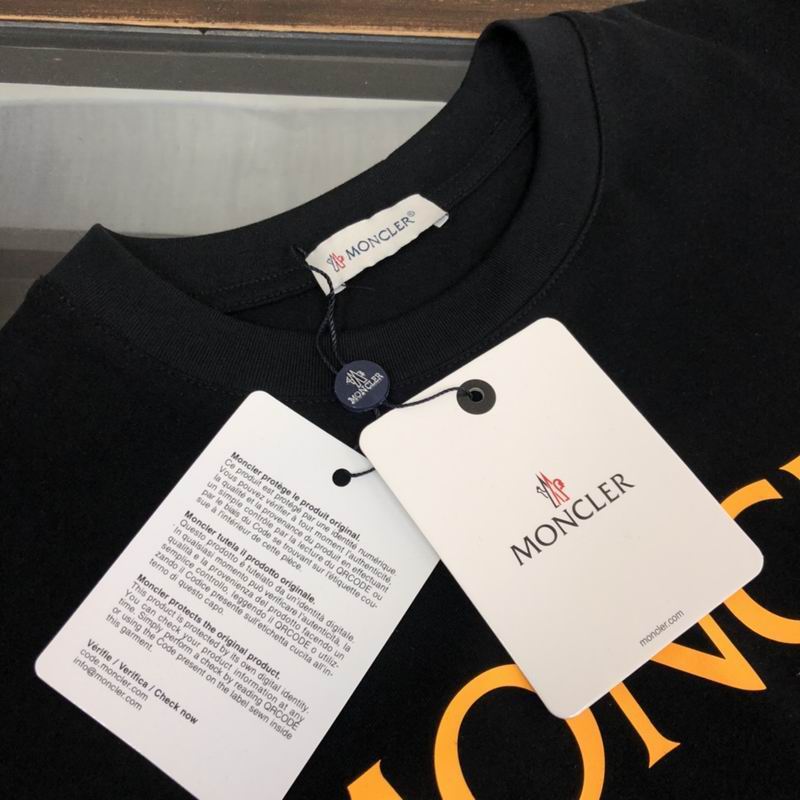 MONCLER®
MONCLER
Moncler protège le produit original.
Ce produit est protégé par une identité numérique.
Vous pouvez vérifier à tout moment l'authenticité,
la qualité et la provenance du produit en effectuant
un simple contrôle par la lecture du QRCODE ou
par le biais du Code se trouvant sur l'étiquette cou-
sue à l'intérieur de cette pièce.
Moncler tutela il prodotto originale.
Questo prodotto è tutelato da un'identità digitale.
In qualsiasi momento può verificare l'autenticità, la
qualità e la provenienza del prodotto facendo un
semplice controllo, leggendo il QRCODE o utiliz-
zando il Codice presente sull'etichetta cucita all'in-
terno di questo capo.
Moncler protects the original product.
This product is protected by its own digital identity.
You can check your product information at any
time. Simply perform a check by reading QRCODE
or using the Code present on the label sewn inside
this garment.
Vérifie / Verifica / Check now
code.moncler.com
info@moncler.com
MONCLER
moncler.com
MONC